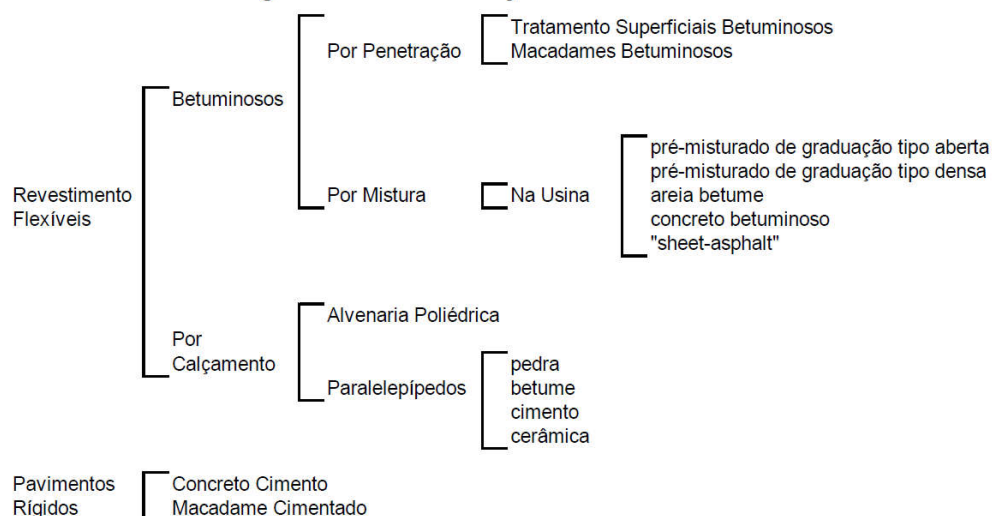 Tratamento Superficiais Betuminosos
Por Penetração
Macadames Betuminosos
Betuminosos
pré-misturado de graduação tipo aberta
pré-misturado de graduação tipo densa
Revestimento
Flexíveis
Por Mistura
Na Usina
areia betume
concreto betuminoso
"sheet-asphalt"
Alvenaria Poliédrica
Por
Calçamento
Paralelepípedos
pedra
betume
cimento
cerâmica
Pavimentos
Rígidos
Concreto Cimento
Macadame Cimentado